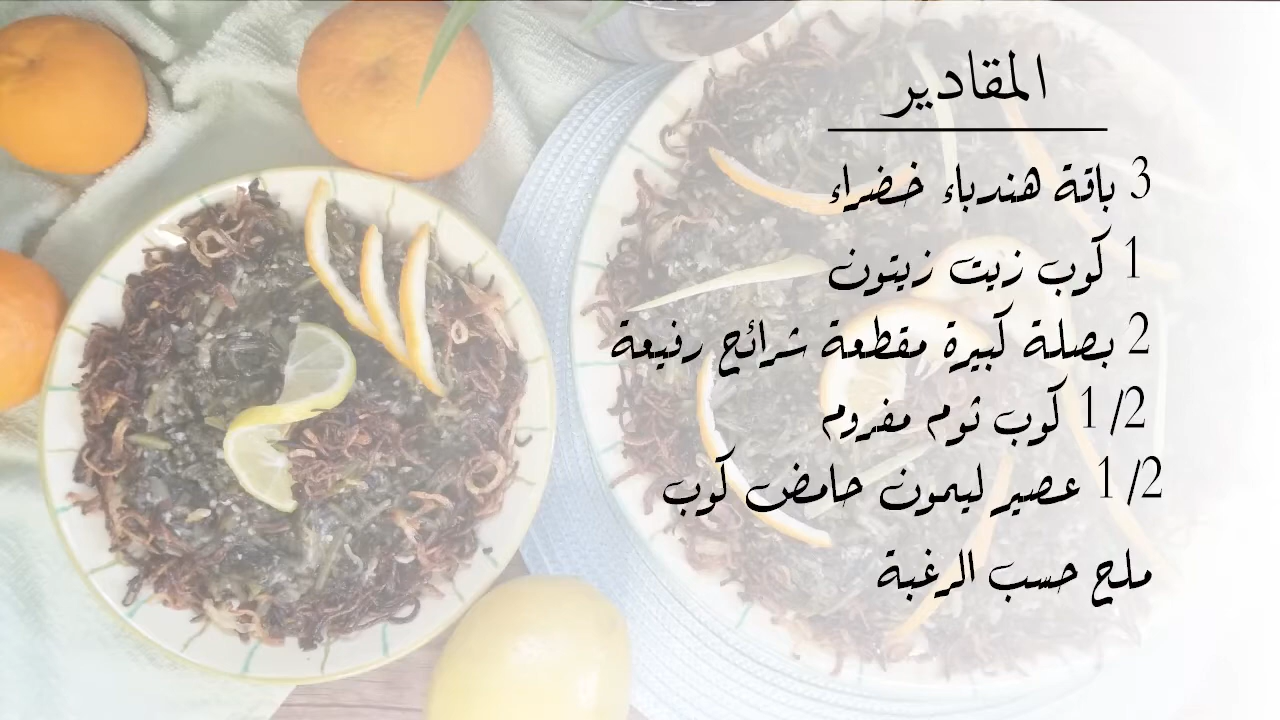 المقادير
3 باقة هندباء خضراء
1 كوب زيت زيتون
2 بصلة كبيرة مقطعة شرائح رفيعة
1/2 كوب ثوم مفروم
1/2 عصير ليمون حامض كوب
ملح حسب الرغبة